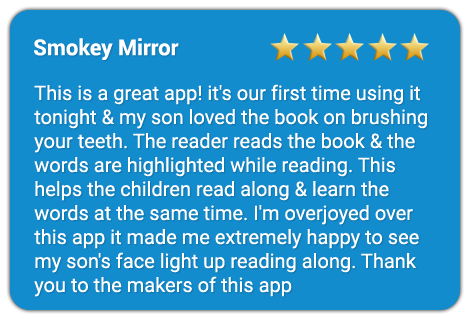 Smokey Mirror
This is a great app! it's our first time using it
tonight & my son loved the book on brushing
your teeth. The reader reads the book & the
words are highlighted while reading. This
helps the children read along & learn the
words at the same time. I'm overjoyed over
this app it made me extremely happy to see
my son's face light up reading along. Thank
you to the makers of this app